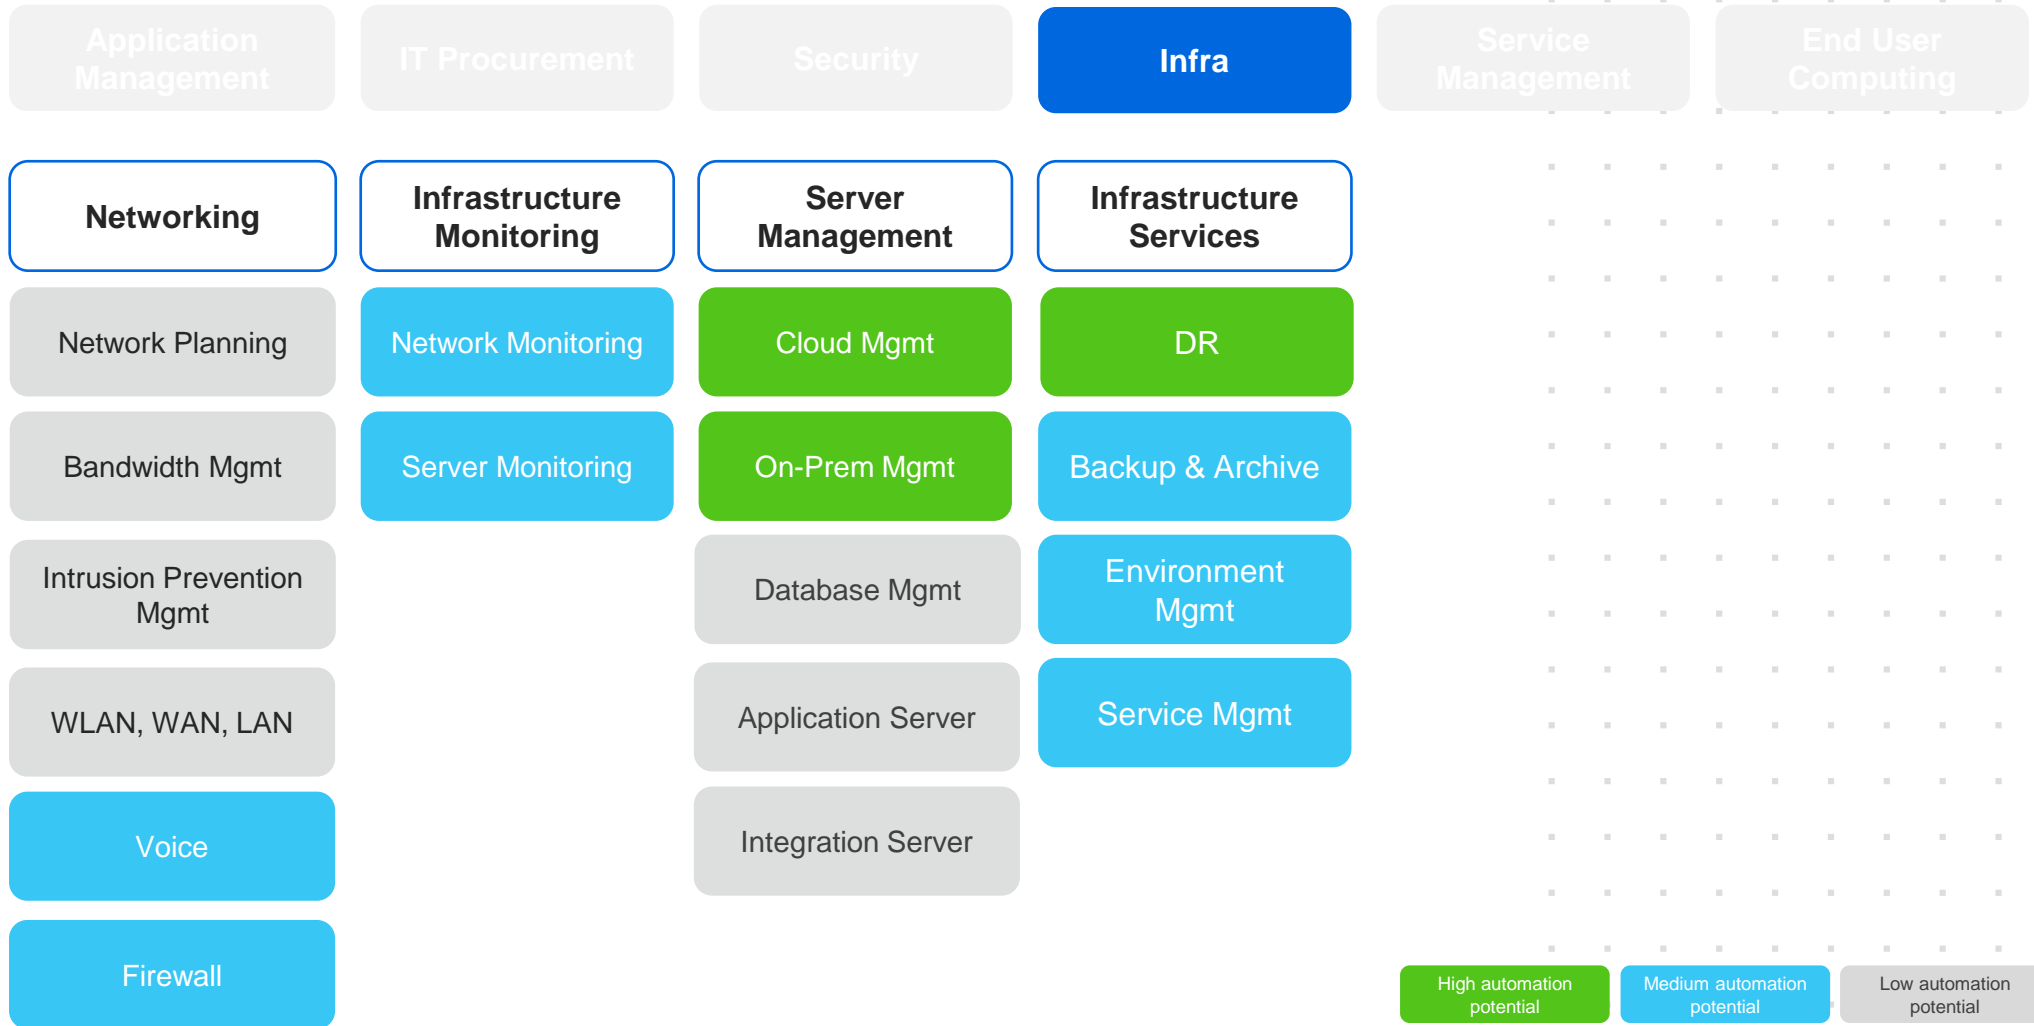 Application
Management
IT Procurement
Security
Infra
Service
Management
End User
Computing
Networking
Infrastructure
Monitoring
Server
Management
Infrastructure
Services
Network Planning
Network Monitoring
Cloud Mgmt
DR
Bandwidth Mgmt
Server Monitoring
On-Prem Mgmt
Backup & Archive
Intrusion Prevention
Mgmt
Database Mgmt
Environment
Mgmt
WLAN, WAN, LAN
Application Server
Service Mgmt
Voice
Integration Server
Firewall
High automation
potential
Medium automation
potential
Low automation
potential